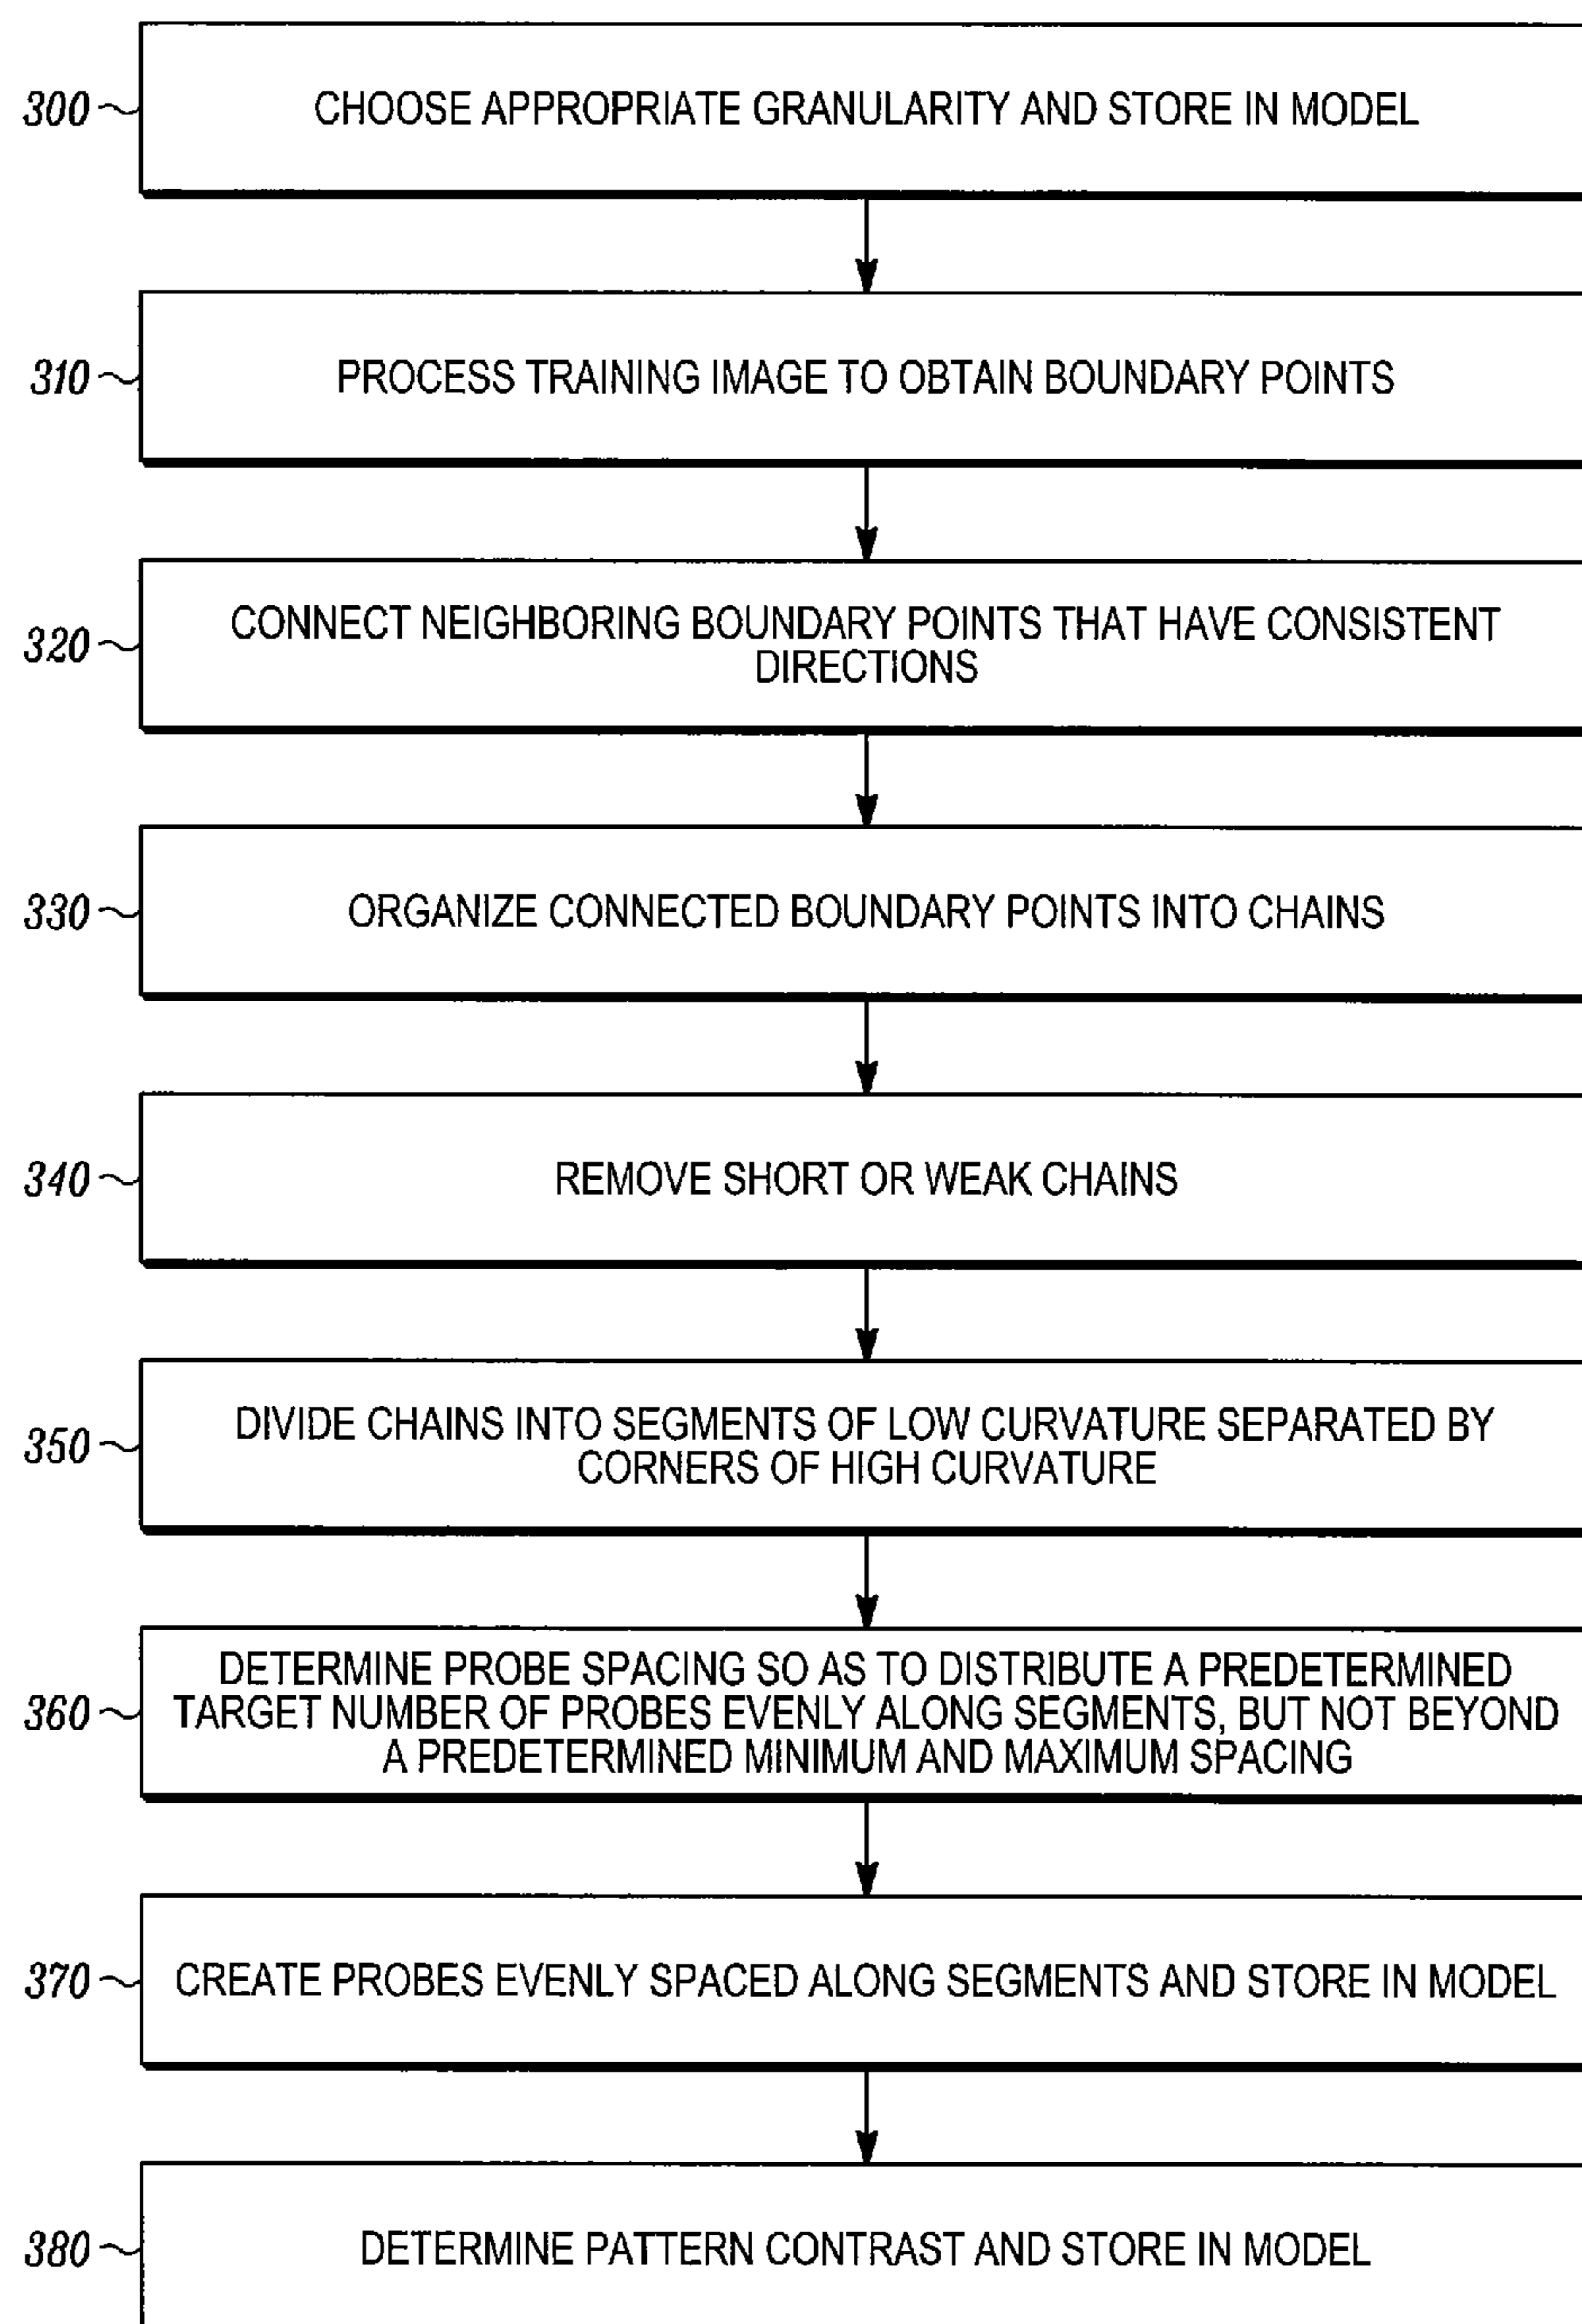 300 CHOOSE APPROPRIATE GRANULARITY AND STORE IN MODEL
310 PROCESS TRAINING IMAGE TO OBTAIN BOUNDARY POINTS
320 CONNECT NEIGHBORING BOUNDARY POINTS THAT HAVE CONSISTENT
DIRECTIONS
330 ORGANIZE CONNECTED BOUNDARY POINTS INTO CHAINS
340 REMOVE SHORT OR WEAK CHAINS
350 DIVIDE CHAINS INTO SEGMENTS OF LOW CURVATURE SEPARATED BY
CORNERS OF HIGH CURVATURE
360 DETERMINE PROBE SPACING SO AS TO DISTRIBUTE A PREDETERMINED
TARGET NUMBER OF PROBES EVENLY ALONG SEGMENTS, BUT NOT BEYOND
A PREDETERMINED MINIMUM AND MAXIMUM SPACING
370 CREATE PROBES EVENLY SPACED ALONG SEGMENTS AND STORE IN MODEL
380 DETERMINE PATTERN CONTRAST AND STORE IN MODEL